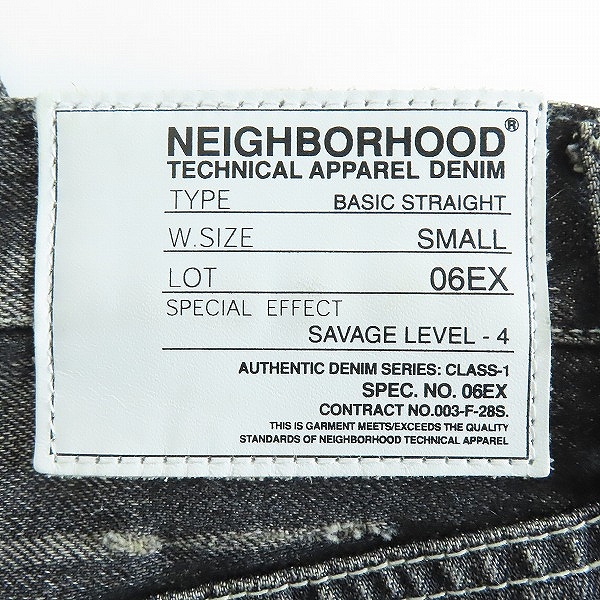 NEIGHBORHOOD®
TECHNICAL APPAREL DENIM
TYPE BASIC STRAIGHT
W.SIZE SMALL
LOT 06EX
SPECIAL EFFECT
SAVAGE LEVEL - 4
AUTHENTIC DENIM SERIES: CLASS-1
SPEC. NO. 06EX
CONTRACT NO.003-F-28S.
THIS IS GARMENT MEETS/EXCEEDS THE QUALITY
STANDARDS OF NEIGHBORHOOD TECHNICAL APPAREL